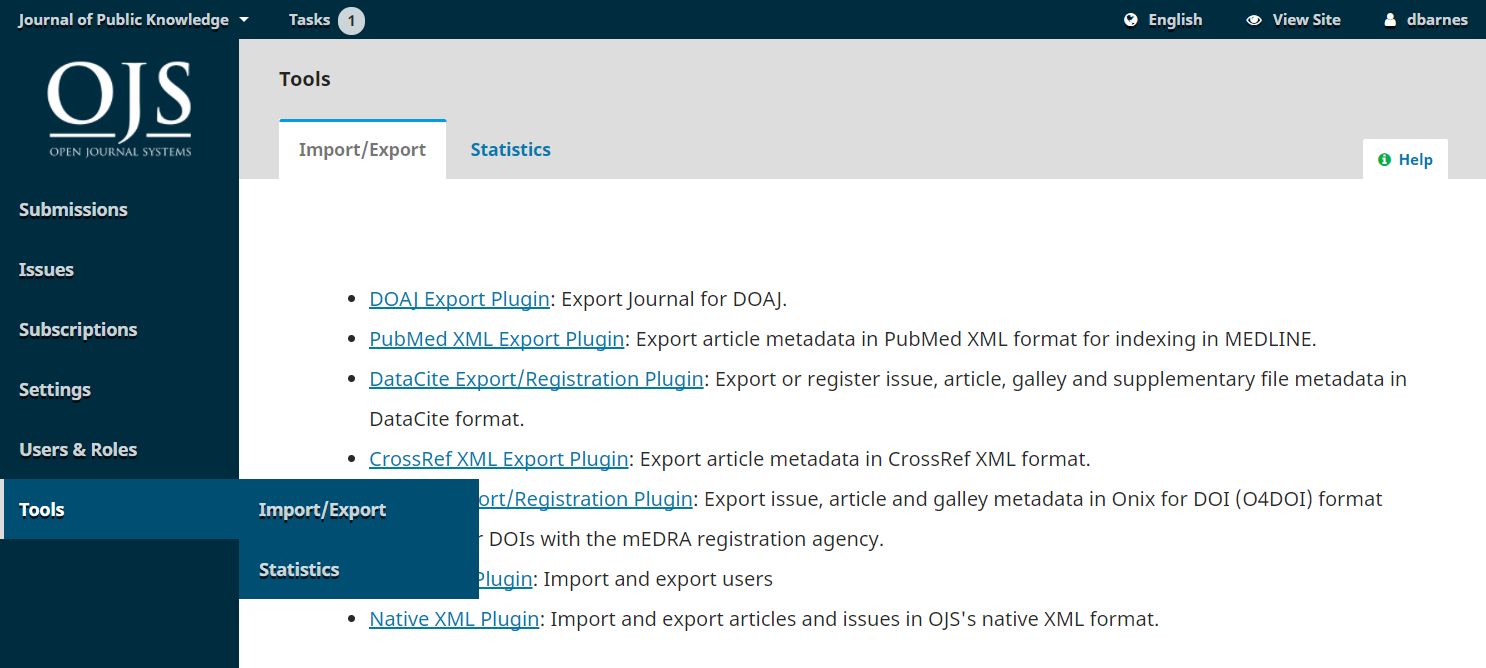 Journal of Public Knowledge
Tasks 1
English
View Site
dbarnes
OJS
OPEN JOURNAL SYSTEMS
Submissions
Issues
Subscriptions
Settings
Users & Roles
Tools
Import/Export
Statistics
Tools
Import/Export
Statistics
Help
DOAJ Export Plugin: Export Journal for DOAJ.
PubMed XML Export Plugin: Export article metadata in PubMed XML format for indexing in MEDLINE.
DataCite Export/Registration Plugin: Export or register issue, article, galley and supplementary file metadata in
DataCite format.
CrossRef XML Export Plugin: Export article metadata in CrossRef XML format.
ort/Registration Plugin: Export issue, article and galley metadata in Onix for DOI (O4DOI) format
r DOIs with the mEDRA registration agency.
Plugin: Import and export users
Native XML Plugin: Import and export articles and issues in OJS's native XML format.